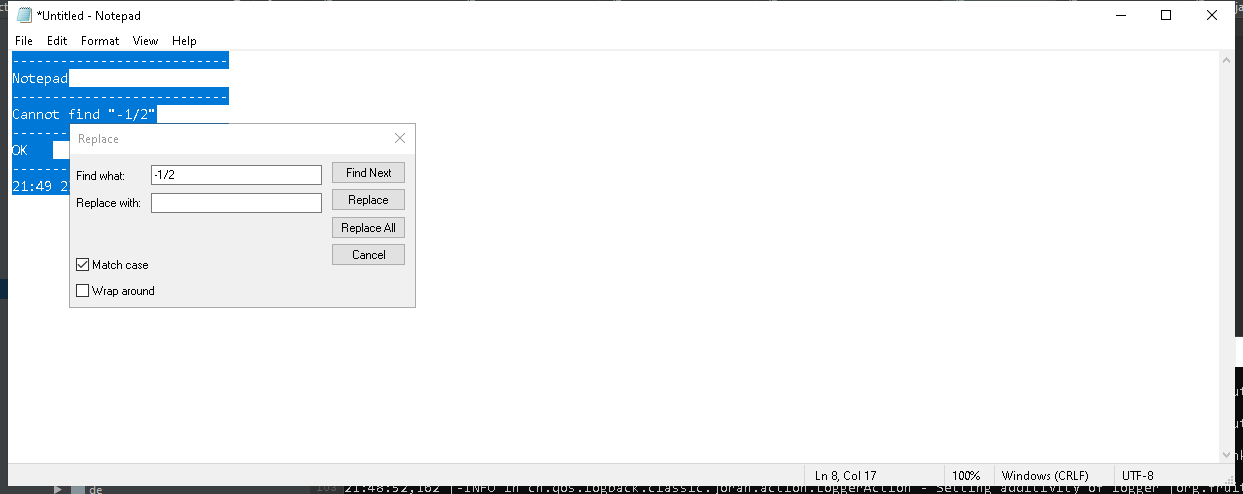 *Untitled - Notepad
File Edit Format View Help
---------------------------
Notepad
---------------------------
Cannot find "-1/2"
OK
21:49 2
Replace
Find what: -1/2 Find Next
Replace with: Replace
Replace All
Cancel
Match case
Wrap around
Ln 8, Col 17 100% Windows (CRLF) UTF-8
de
21:48:52,162 |-INFO in ch.qos.logback.classic.joran.action.LoggerAction - Setting additivity of logger